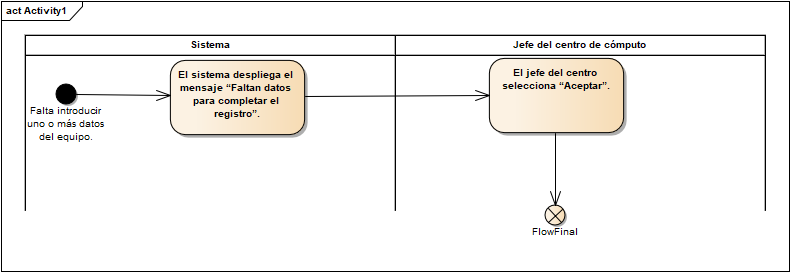 act Activity1
Sistema
Jefe del centro de cómputo
El sistema despliega el
mensaje “Faltan datos
para completar el
registro”.
El jefe del centro
selecciona “Aceptar”.
Falta introducir
uno o más datos
del equipo.
FlowFinal